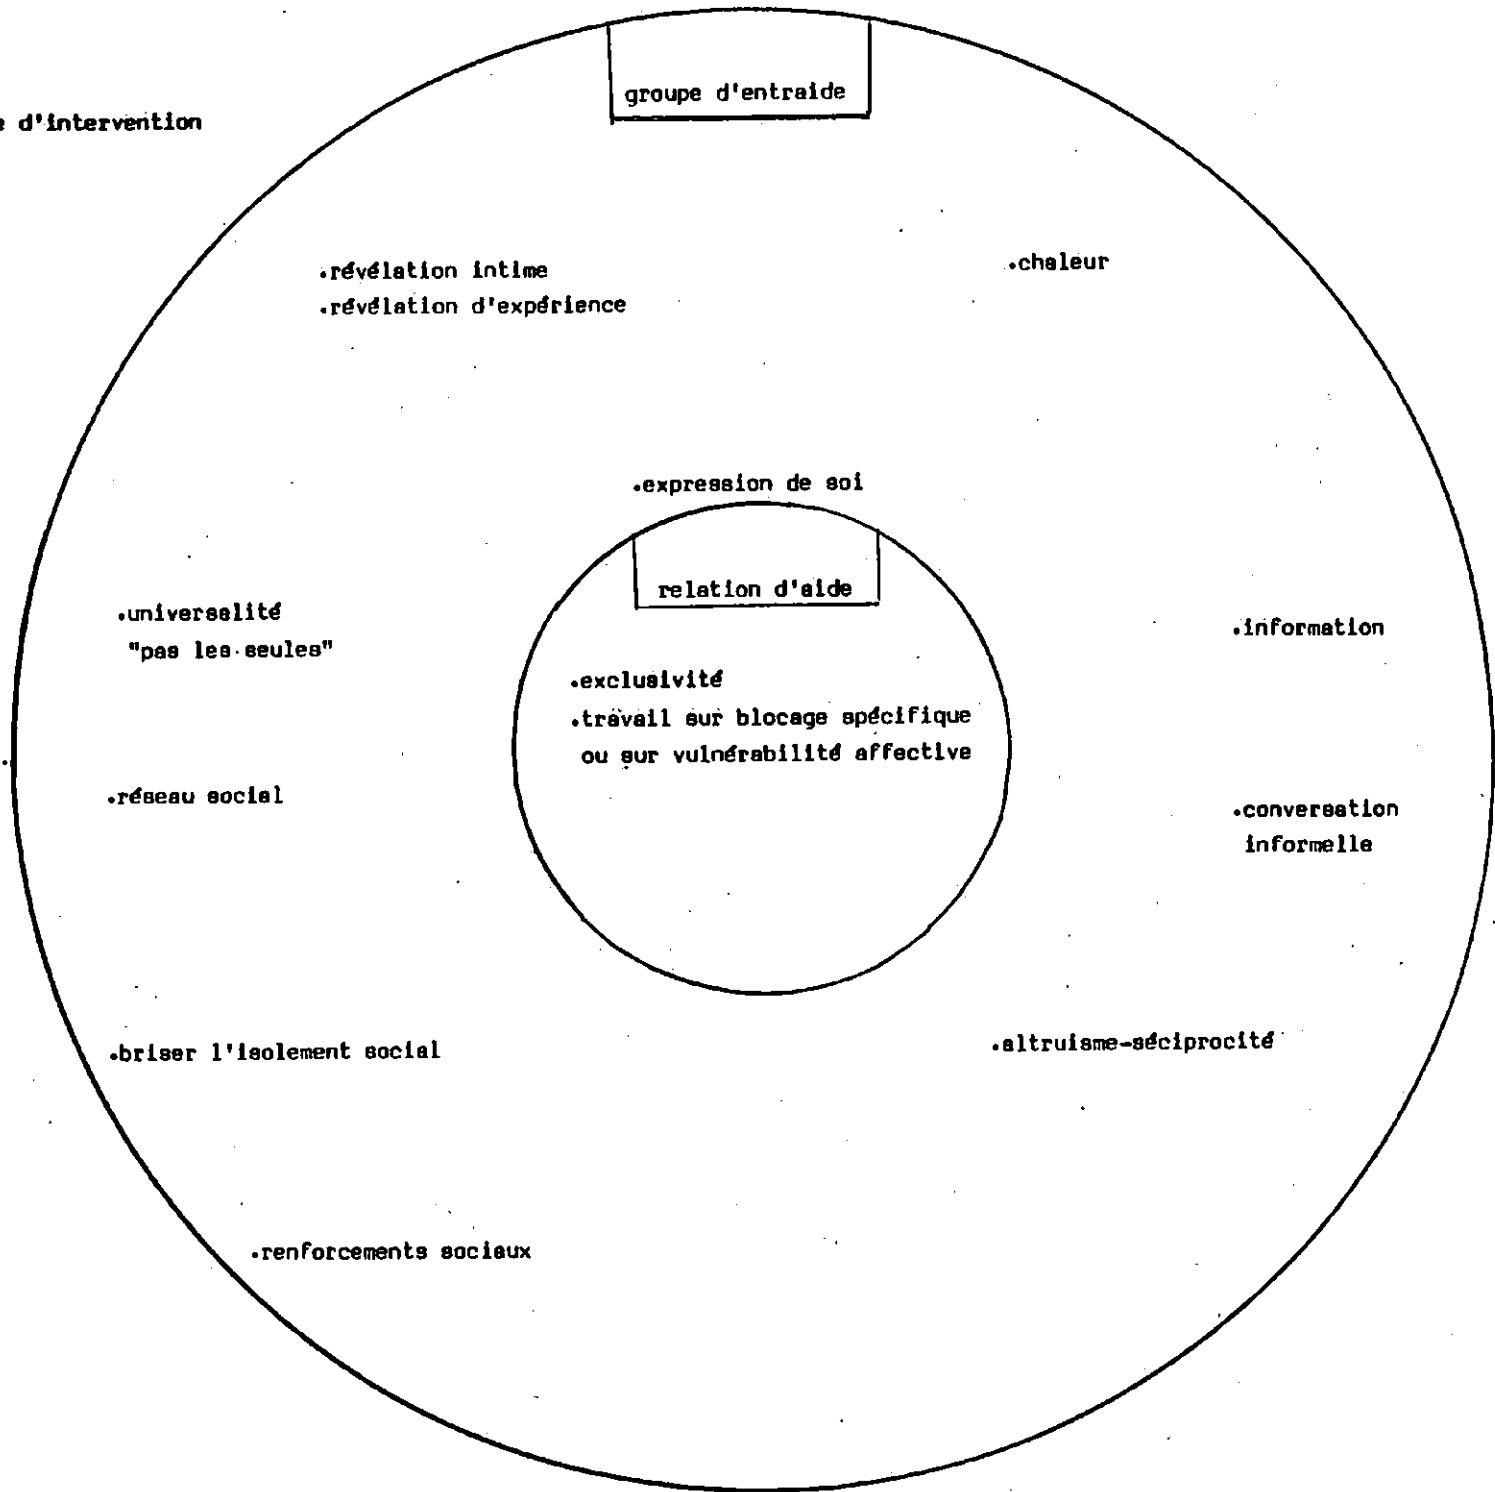 groupe d'entraide
d'intervention
.révélation intime
.révélation d'expérience
.chaleur
.expression de soi
relation d'aide
.universalité
"pas les seules"
.information
.exclusivité
.travail sur blocage spécifique
ou sur vulnérabilité affective
.réseau social
.conversation
informelle
.briser l'isolement social
.altruisme-séciprocité
.renforcements sociaux